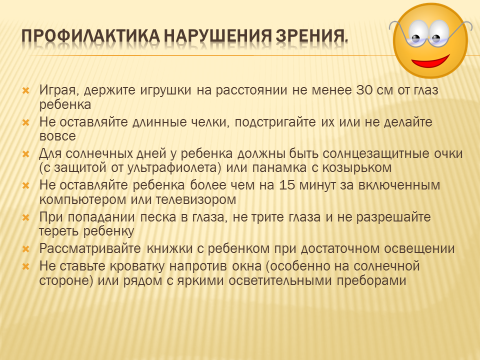 ПРОФИЛАКТИКА НАРУШЕНИЯ ЗРЕНИЯ.
Играя, держите игрушки на расстоянии не менее 30 см от глаз
ребенка
Не оставляйте длинные челки, подстригайте их или не делайте
вовсе
Для солнечных дней у ребенка должны быть солнцезащитные очки
(с защитой от ультрафиолета) или панамка с козырьком
Не оставляйте ребенка более чем на 15 минут за включенным
компьютером или телевизором
При попадании песка в глаза, не трите глаза и не разрешайте
тереть ребенку
Рассматривайте книжки с ребенком при достаточном освещении
Не ставьте кроватку напротив окна (особенно на солнечной
стороне) или рядом с яркими осветительными преборами